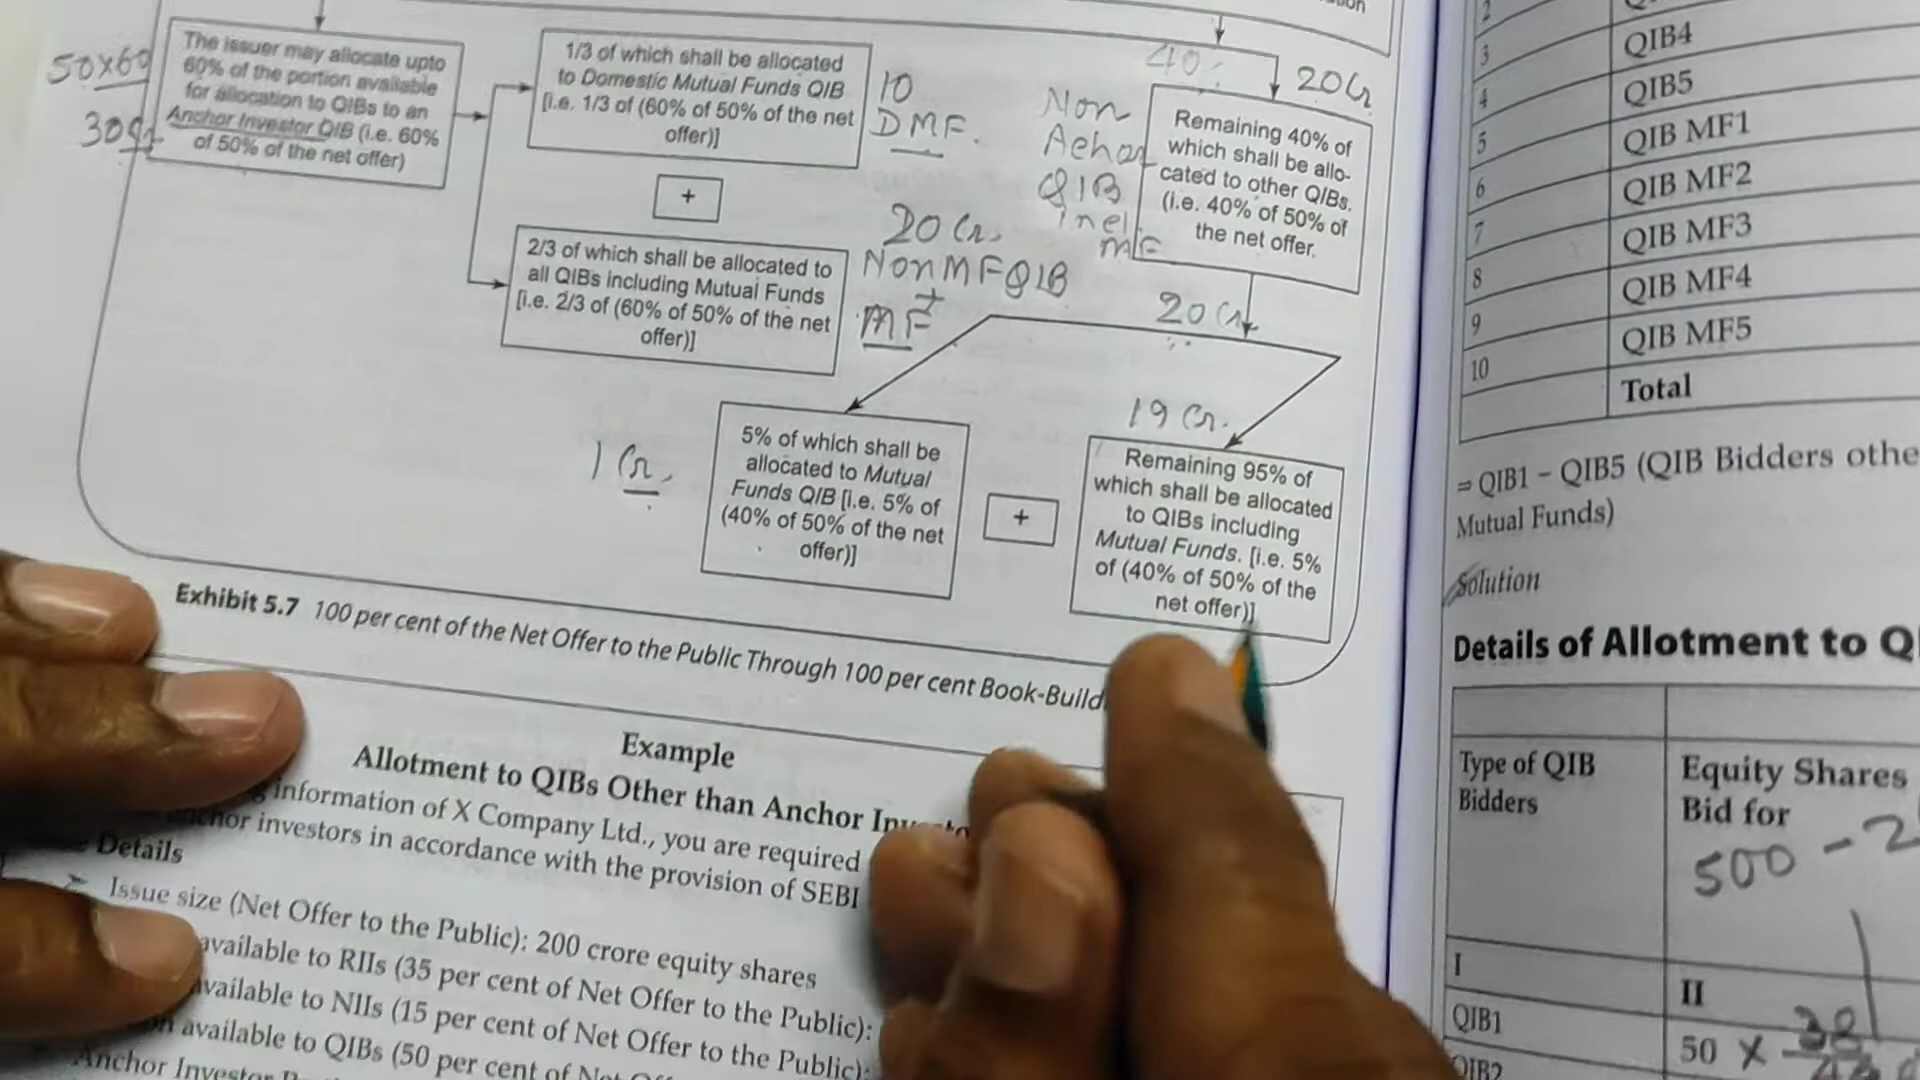 50x60
30
The issuer may allocate upto
60% of the portion available
for allocation to QIBs to an
Anchor Investor QIB (i.e. 60%
of 50% of the net offer)
1/3 of which shall be allocated
to Domestic Mutual Funds QIB
[i.e. 1/3 of (60% of 50% of the net
offer)]
10
DMF.
+
2/3 of which shall be allocated to
all QIBs including Mutual Funds
[i.e. 2/3 of (60% of 50% of the net
offer)]
20 Cr.
Non MF QIB
+
MF
40
20 Cr
Non
QIB
MF
Remaining 40% of
which shall be allo-
cated to other QIBs.
(i.e. 40% of 50% of
the net offer.
20 Cr
1 Cr.
5% of which shall be
allocated to Mutual
Funds QIB [i.e. 5% of
(40% of 50% of the net
offer)]
+
19 Cr.
Remaining 95% of
which shall be allocated
to QIBs including
Mutual Funds. [i.e. 5%
of (40% of 50% of the
net offer)]
Exhibit 5.7 100 per cent of the Net Offer to the Public Through 100 per cent Book-Build
Example
Allotment to QIBs Other than Anchor
information of X Company Ltd., you are required
anchor investors in accordance with the provision of SEBI
Details
Issue size (Net Offer to the Public): 200 crore equity shares
available to RIIs (35 per cent of Net Offer to the Public):
available to NIIs (15 per cent of Net Offer to the Public):
available to QIBs (50 per cent of
Anchor Investor
2
3 QIB4
4 QIB5
5 QIB MF1
6 QIB MF2
7 QIB MF3
8 QIB MF4
9 QIB MF5
10
Total
= QIB1 – QIB5 (QIB Bidders othe
Mutual Funds)
Solution
Details of Allotment to Q
Type of QIB
Bidders
Equity Shares
Bid for
500 - 2
I II
QIB1 50 x 38
QIB2